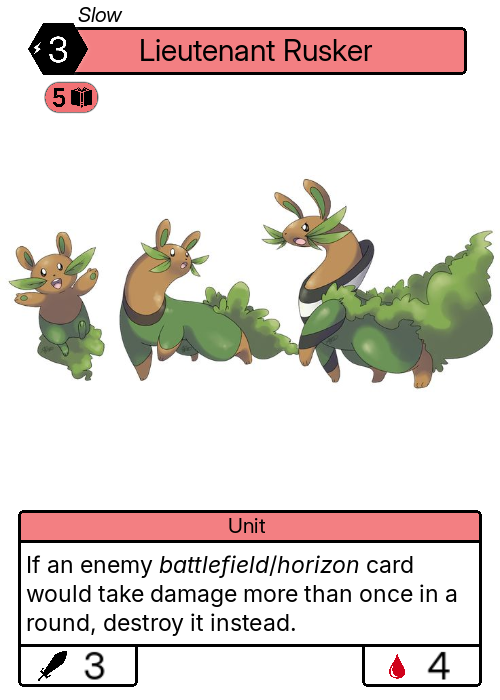 Slow
3 Lieutenant Rusker
5
Unit
If an enemy battlefield/horizon card
would take damage more than once in a
round, destroy it instead.
3 4